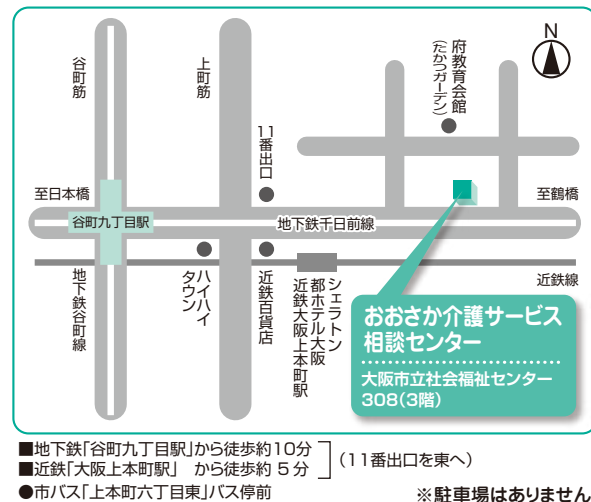 N
谷町筋
上町筋
府教育会館
(たかつガーデン)
11番出口
至日本橋
至鶴橋
谷町九丁目駅
地下鉄千日前線
近鉄線
地下鉄谷町線
ハイハイ
タウン
近鉄百貨店
シェラトン
都ホテル大阪
近鉄大阪上本町駅
おおさか介護サービス
相談センター
大阪市立社会福祉センター
308(3階)
■地下鉄「谷町九丁目駅」から徒歩約10分
■近鉄「大阪上本町駅」 から徒歩約 5 分
(11番出口を東へ)
●市バス「上本町六丁目東」バス停前
※駐車場はありません